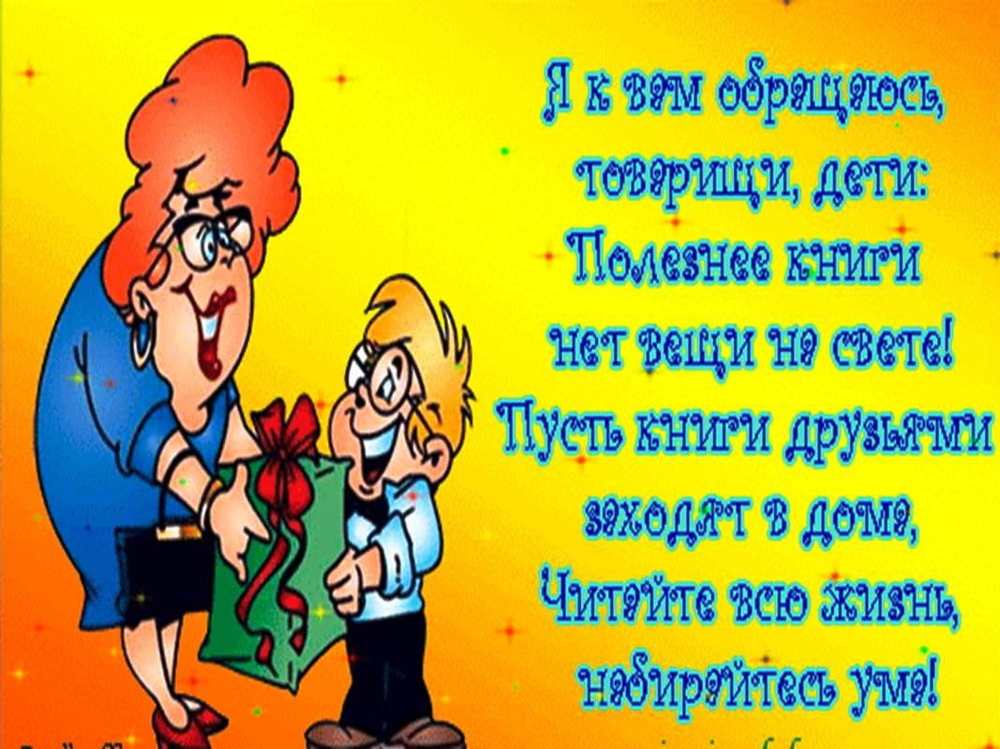 Я к вам обращаюсь,
товарищи, дети:
Полезнее книги
нет вещи на свете!
Пусть книги друзьями
заходят в дома,
Читайте всю жизнь,
набирайтесь ума!